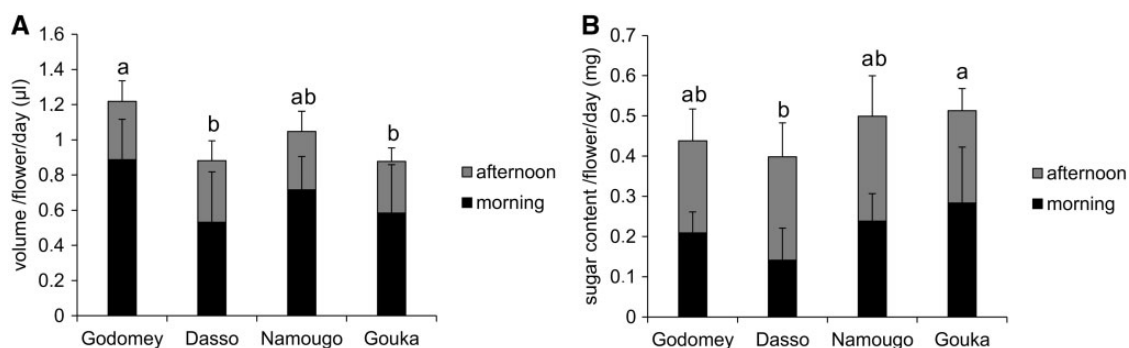 A
volume /flower/day (µl)
1.6
1.4
1.2
1
0.8
0.6
0.4
0.2
0
a
b
ab
b
Godomey Dasso Namougo Gouka
afternoon
morning
B
sugar content /flower/day (mg)
0.7
0.6
0.5
0.4
0.3
0.2
0.1
0
ab
b
ab
a
Godomey Dasso Namougo Gouka
afternoon
morning